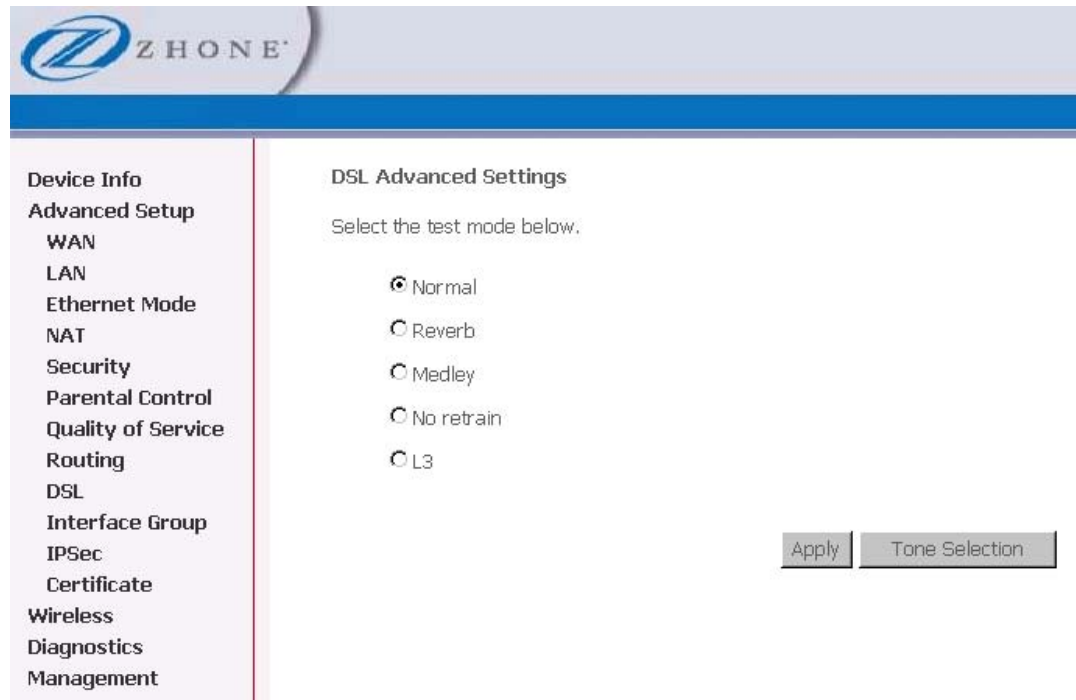 ZHONE
Device Info
Advanced Setup
WAN
LAN
Ethernet Mode
NAT
Security
Parental Control
Quality of Service
Routing
DSL
Interface Group
IPSec
Certificate
Wireless
Diagnostics
Management
DSL Advanced Settings
Select the test mode below.
Normal
Reverb
Medley
No retrain
L3
Apply
Tone Selection